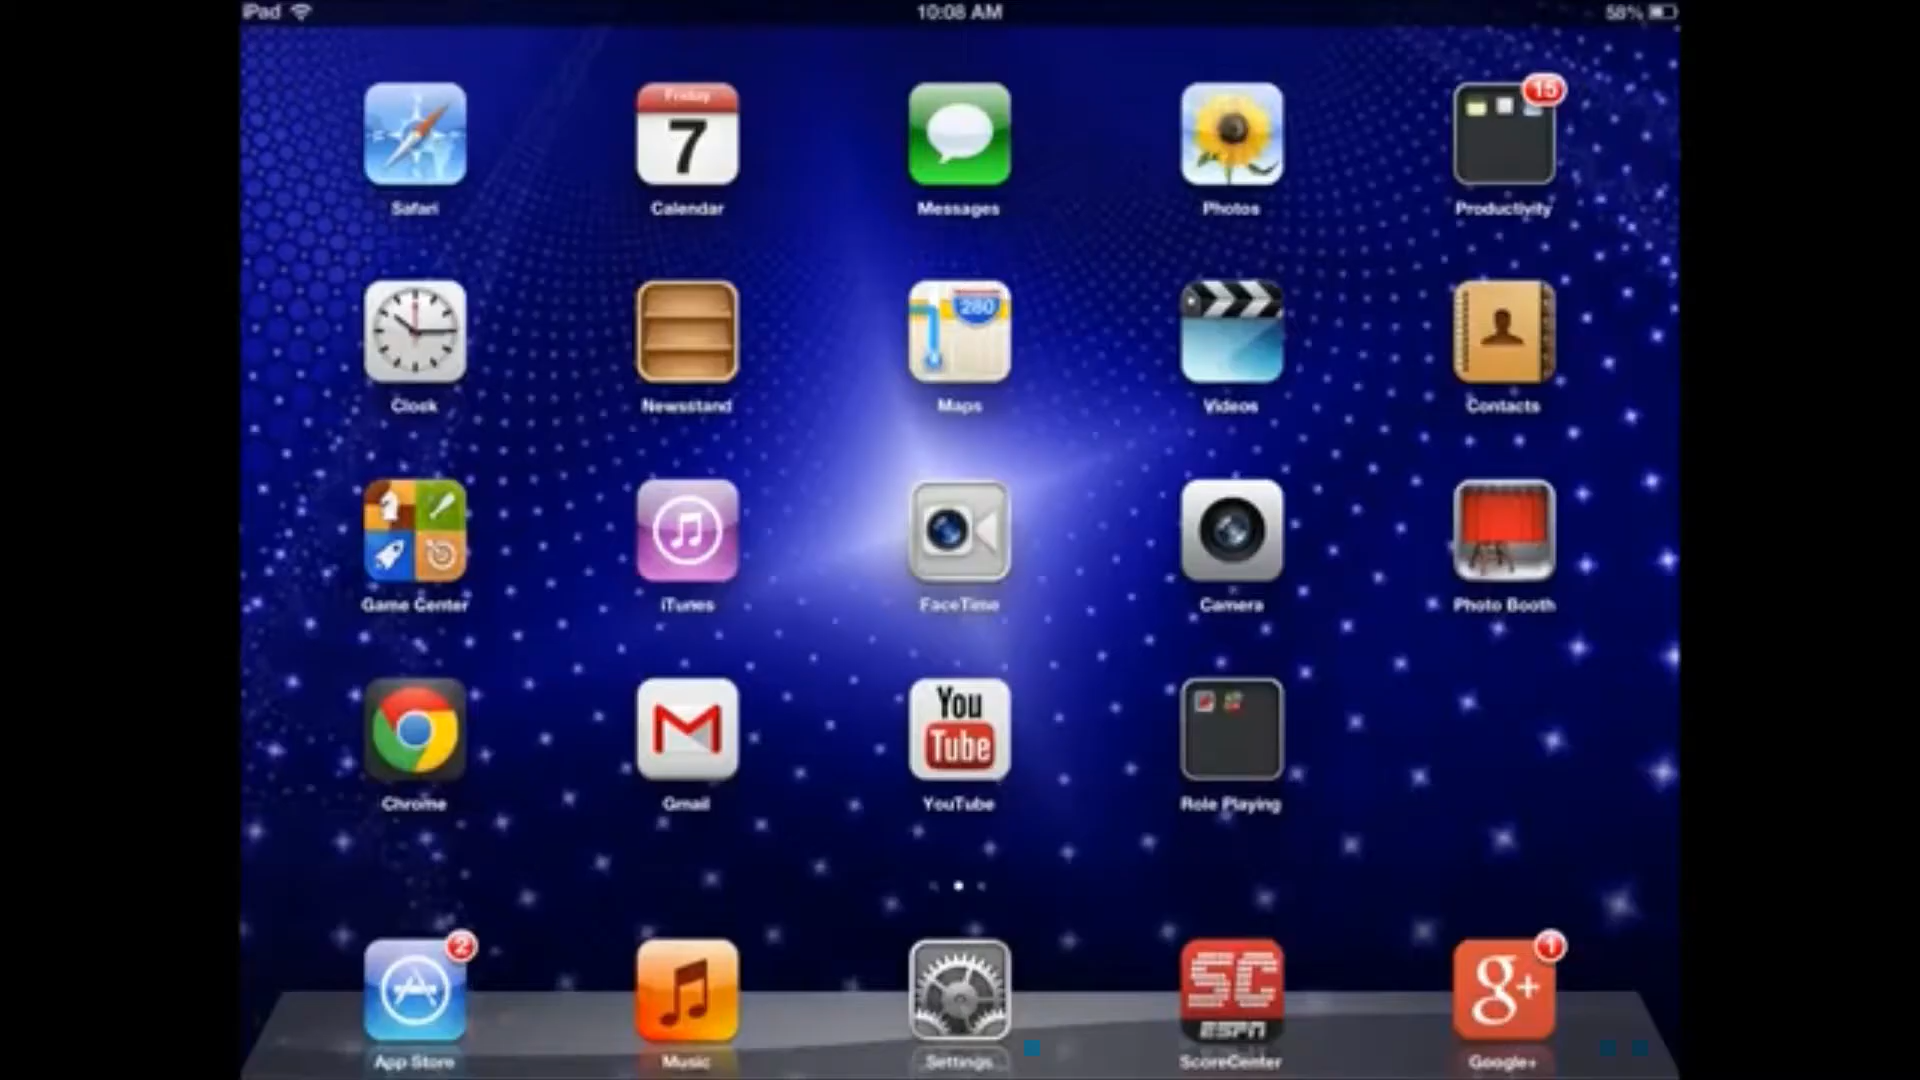 iPad 10:08 AM 58%
Friday 15
7
Safari Calendar Messages Photos Productivity
280
Clock Newsstand Maps Videos Contacts
Game Center iTunes FaceTime Camera Photo Booth
You
Tube
Chrome Gmail YouTube Role Playing
2 1
SC g+
ESPN
App Store Music Settings ScoreCenter Google+